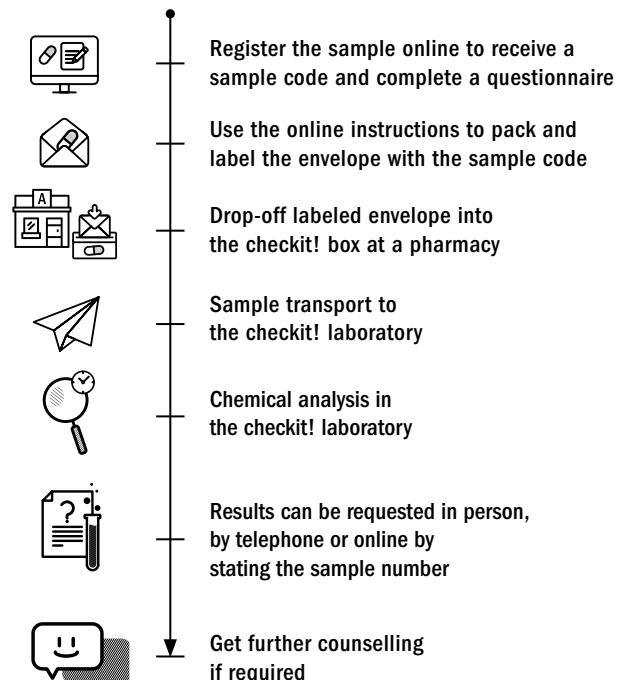 Register the sample online to receive a
sample code and complete a questionnaire
Use the online instructions to pack and
label the envelope with the sample code
A
Drop-off labeled envelope into
the checkit! box at a pharmacy
Sample transport to
the checkit! laboratory
Chemical analysis in
the checkit! laboratory
?
Results can be requested in person,
by telephone or online by
stating the sample number
Get further counselling
if required